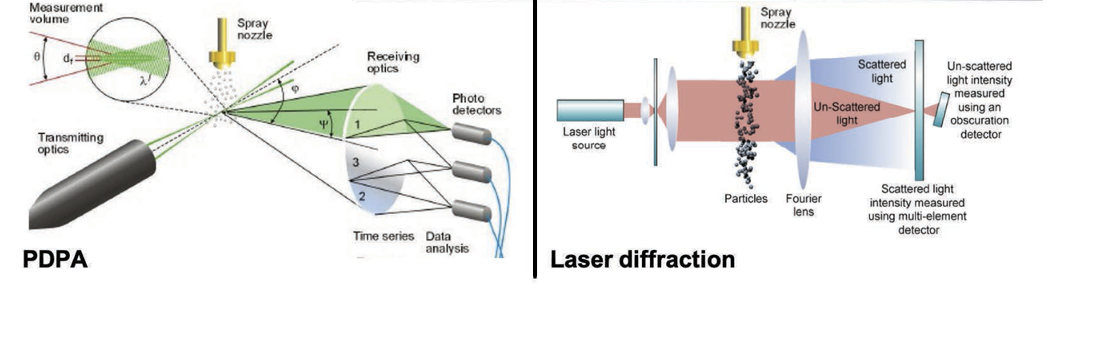 Measurement
volume
θ
df
λ
Spray
nozzle
Receiving
optics
φ
Ψ
1
3
2
Photo
detectors
Transmitting
optics
Time series
Data
analysis
PDPA
Spray
nozzle
Scattered
light
Un-Scattered
light
Un-scattered
light intensity
measured
using an
obscuration
detector
Laser light
source
Particles
Fourier
lens
Scattered light
intensity measured
using multi-element
detector
Laser diffraction